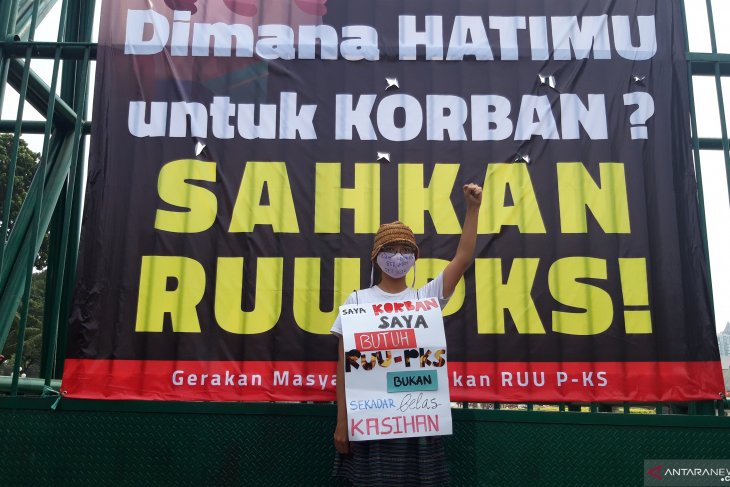 Dimana HATIMU
untuk KORBAN ?
SAHKAN
RUU PKS!
Gerakan Masya kan RUU P-KS
SAYA KORBAN
SAYA
BUTUH
RUU-PKS
BUKAN
SEKADAR belas
KASIHAN
ANTARANEWS